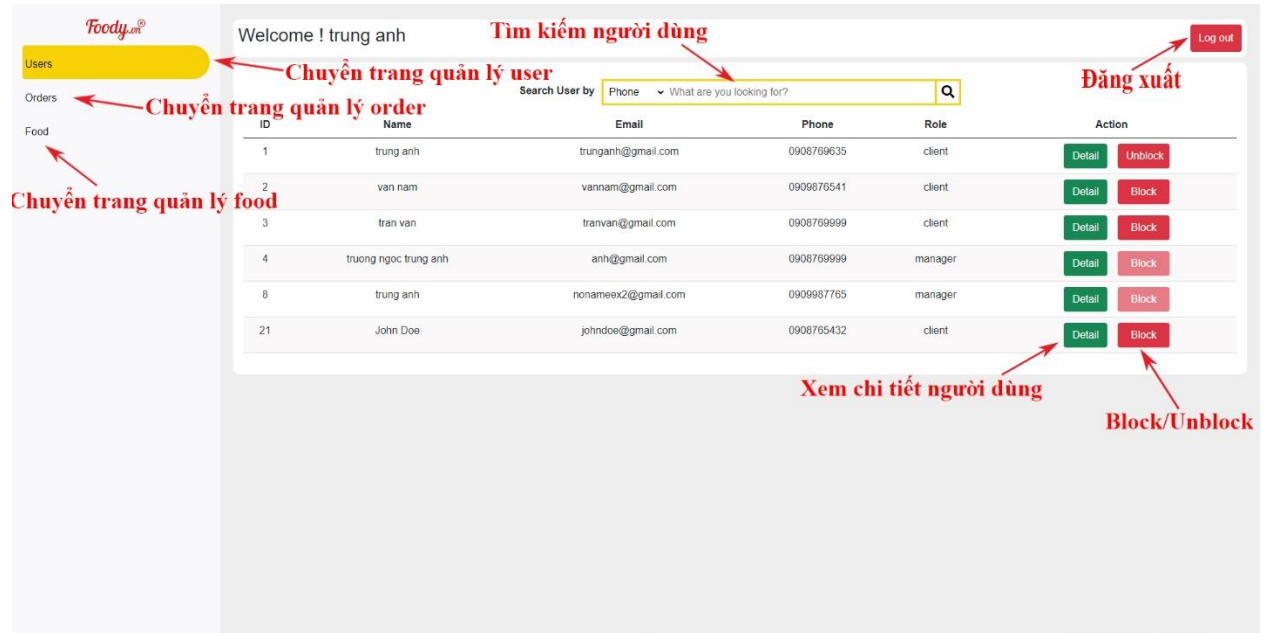 Foody.vn®
Welcome ! trung anh
Tìm kiếm người dùng
Log out
Users
Chuyển trang quản lý user
Đăng xuất
Search User by Phone What are you looking for?
Orders
Chuyển trang quản lý order
Food
ID Name Email Phone Role Action
1 trung anh trunganh@gmail.com 0908769635 client Detail Unblock
2 van nam vannam@gmail.com 0909876541 client Detail Block
Chuyển trang quản lý food
3 tran van tranvan@gmail.com 0908769999 client Detail Block
4 truong ngoc trung anh anh@gmail.com 0908769999 manager Detail Block
8 trung anh nonameex2@gmail.com 0909987765 manager Detail Block
21 John Doe johndoe@gmail.com 0908765432 client Detail Block
Xem chi tiết người dùng
Block/Unblock